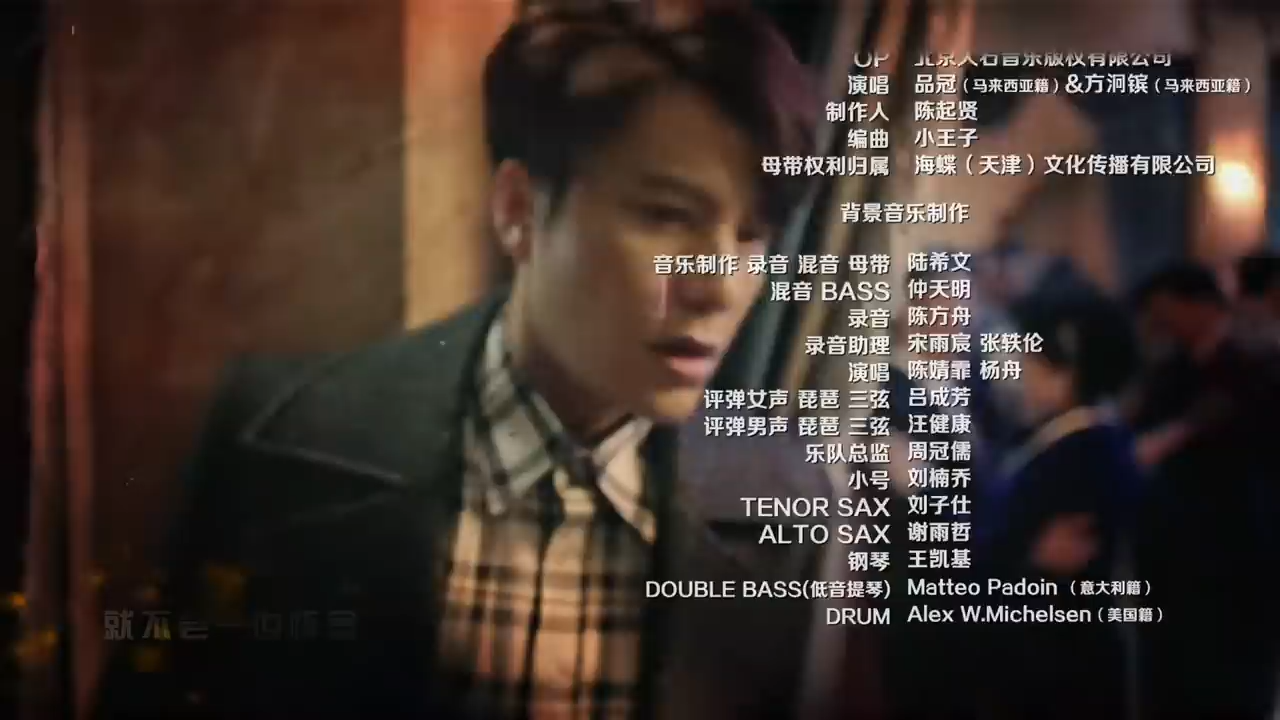 OP 北京人石音乐版权有限公司
演唱 品冠（马来西亚籍）&方泂镔（马来西亚籍）
制作人 陈起贤
编曲 小王子
母带权利归属 海蝶（天津）文化传播有限公司
背景音乐制作
音乐制作 录音 混音 母带 陆希文
混音 BASS 仲天明
录音 陈方舟
录音助理 宋雨宸 张轶伦
演唱 陈婧霏 杨舟
评弹女声 琵琶 三弦 吕成芳
评弹男声 琵琶 三弦 汪健康
乐队总监 周冠儒
小号 刘楠乔
TENOR SAX 刘子仕
ALTO SAX 谢雨哲
钢琴 王凯基
DOUBLE BASS(低音提琴) Matteo Padoin（意大利籍）
DRUM Alex W.Michelsen（美国籍）
就不会